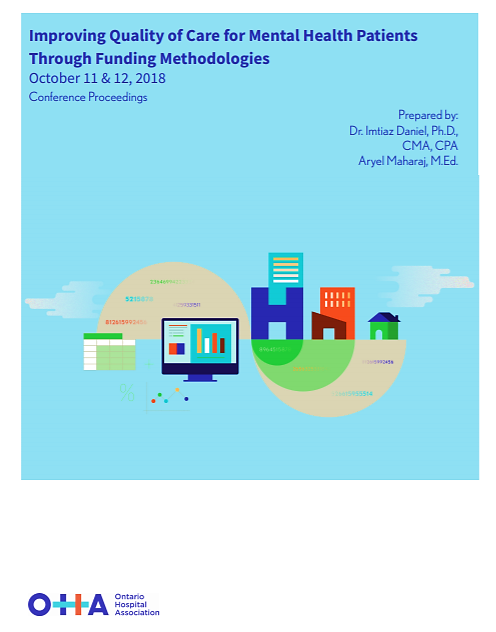 Improving Quality of Care for Mental Health Patients
Through Funding Methodologies
October 11 & 12, 2018
Conference Proceedings
Prepared by:
Dr. Imtiaz Daniel, Ph.D.,
CMA, CPA
Aryel Maharaj, M.Ed.
%
OHA
Ontario
Hospital
Association